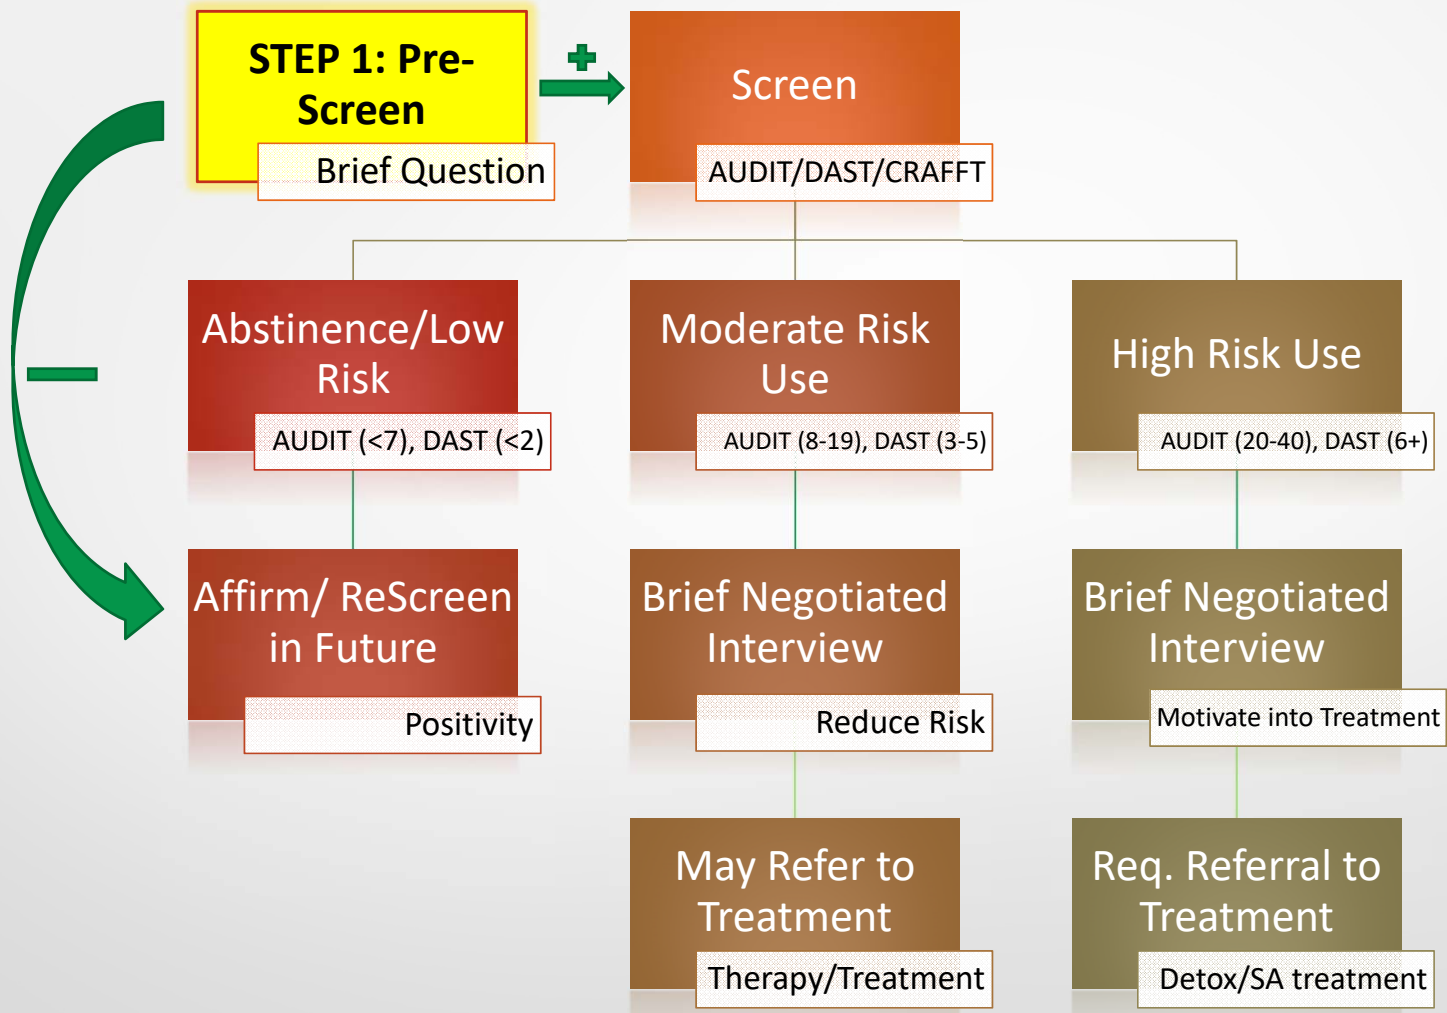 STEP 1: Pre-
Screen
Brief Question
Screen
AUDIT/DAST/CRAFFT
Abstinence/Low
Risk
AUDIT (<7), DAST (<2)
Moderate Risk
Use
AUDIT (8-19), DAST (3-5)
High Risk Use
AUDIT (20-40), DAST (6+)
Affirm/ ReScreen
in Future
Positivity
Brief Negotiated
Interview
Reduce Risk
Brief Negotiated
Interview
Motivate into Treatment
May Refer to
Treatment
Therapy/Treatment
Req. Referral to
Treatment
Detox/SA treatment